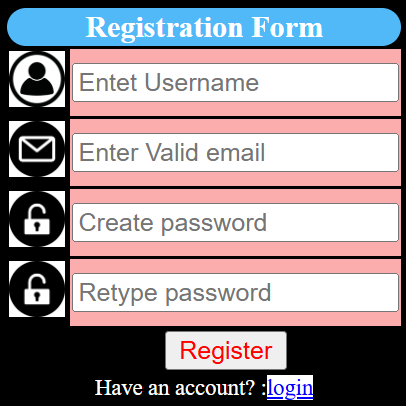 Registration Form
Entet Username
Enter Valid email
Create password
Retype password
Register
Have an account? :login